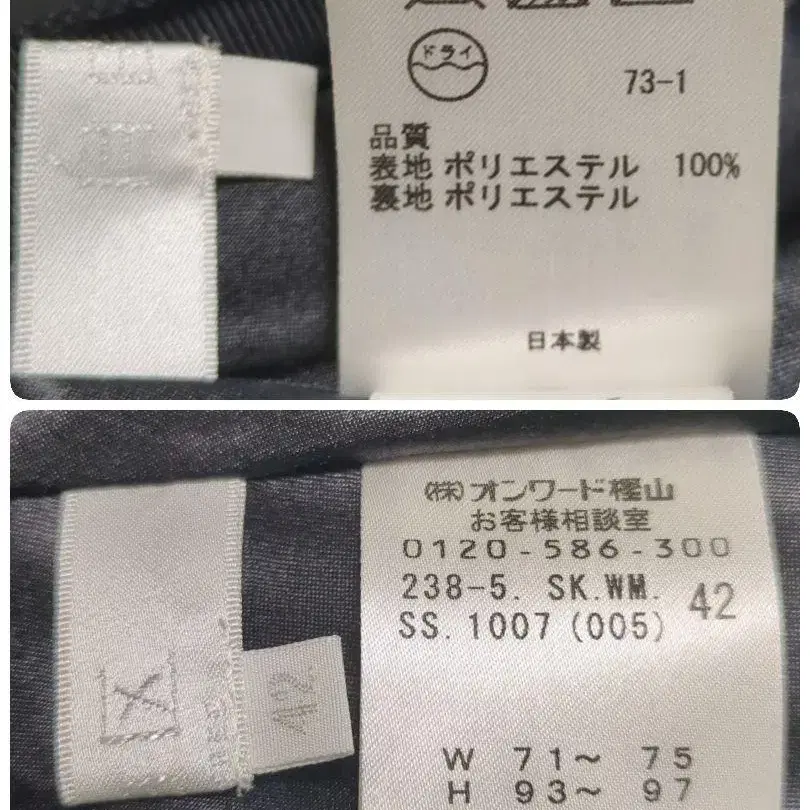 ドライ
73-1
品質
表地 ポリエステル 100%
裏地 ポリエステル
日本製
(株)オンワード樫山
お客様相談室
0120-586-300
238-5. SK.WM. 42
SS.1007(005)
42
W 71~ 75
H 93~ 97